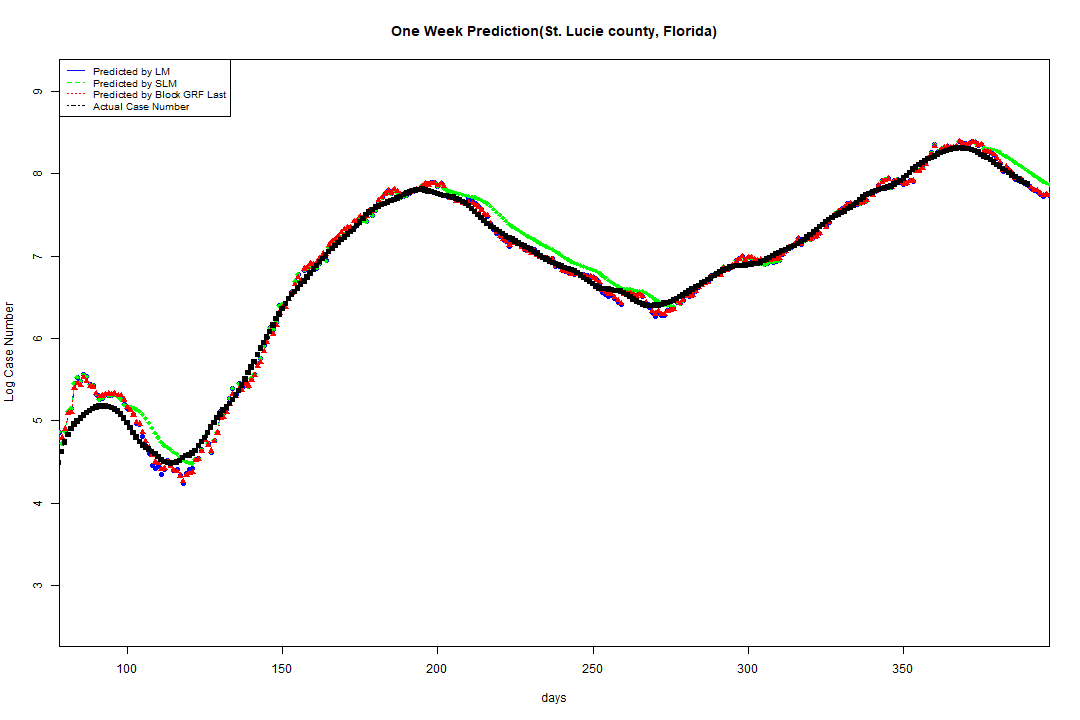 One Week Prediction(St. Lucie county, Florida)
Predicted by LM
Predicted by SLM
Predicted by Block GRF Last
Actual Case Number
9
8
7
6
5
4
3
Log Case Number
100 150 200 250 300 350
days